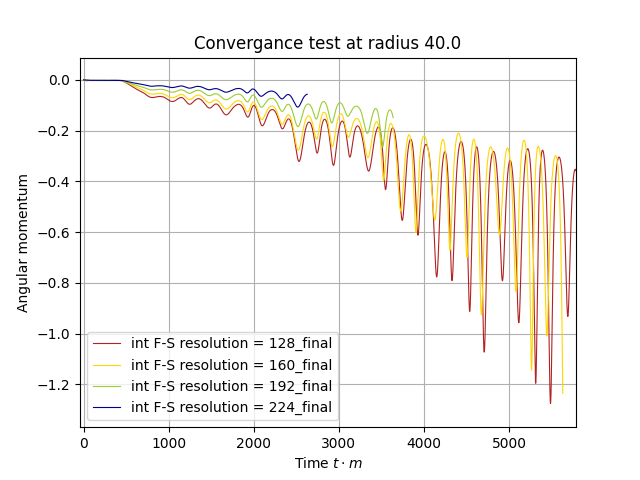 Convergance test at radius 40.0
0.0
−0.2
−0.4
−0.6
−0.8
−1.0
−1.2
Angular momentum
int F-S resolution = 128_final
int F-S resolution = 160_final
int F-S resolution = 192_final
int F-S resolution = 224_final
0 1000 2000 3000 4000 5000
Time t · m